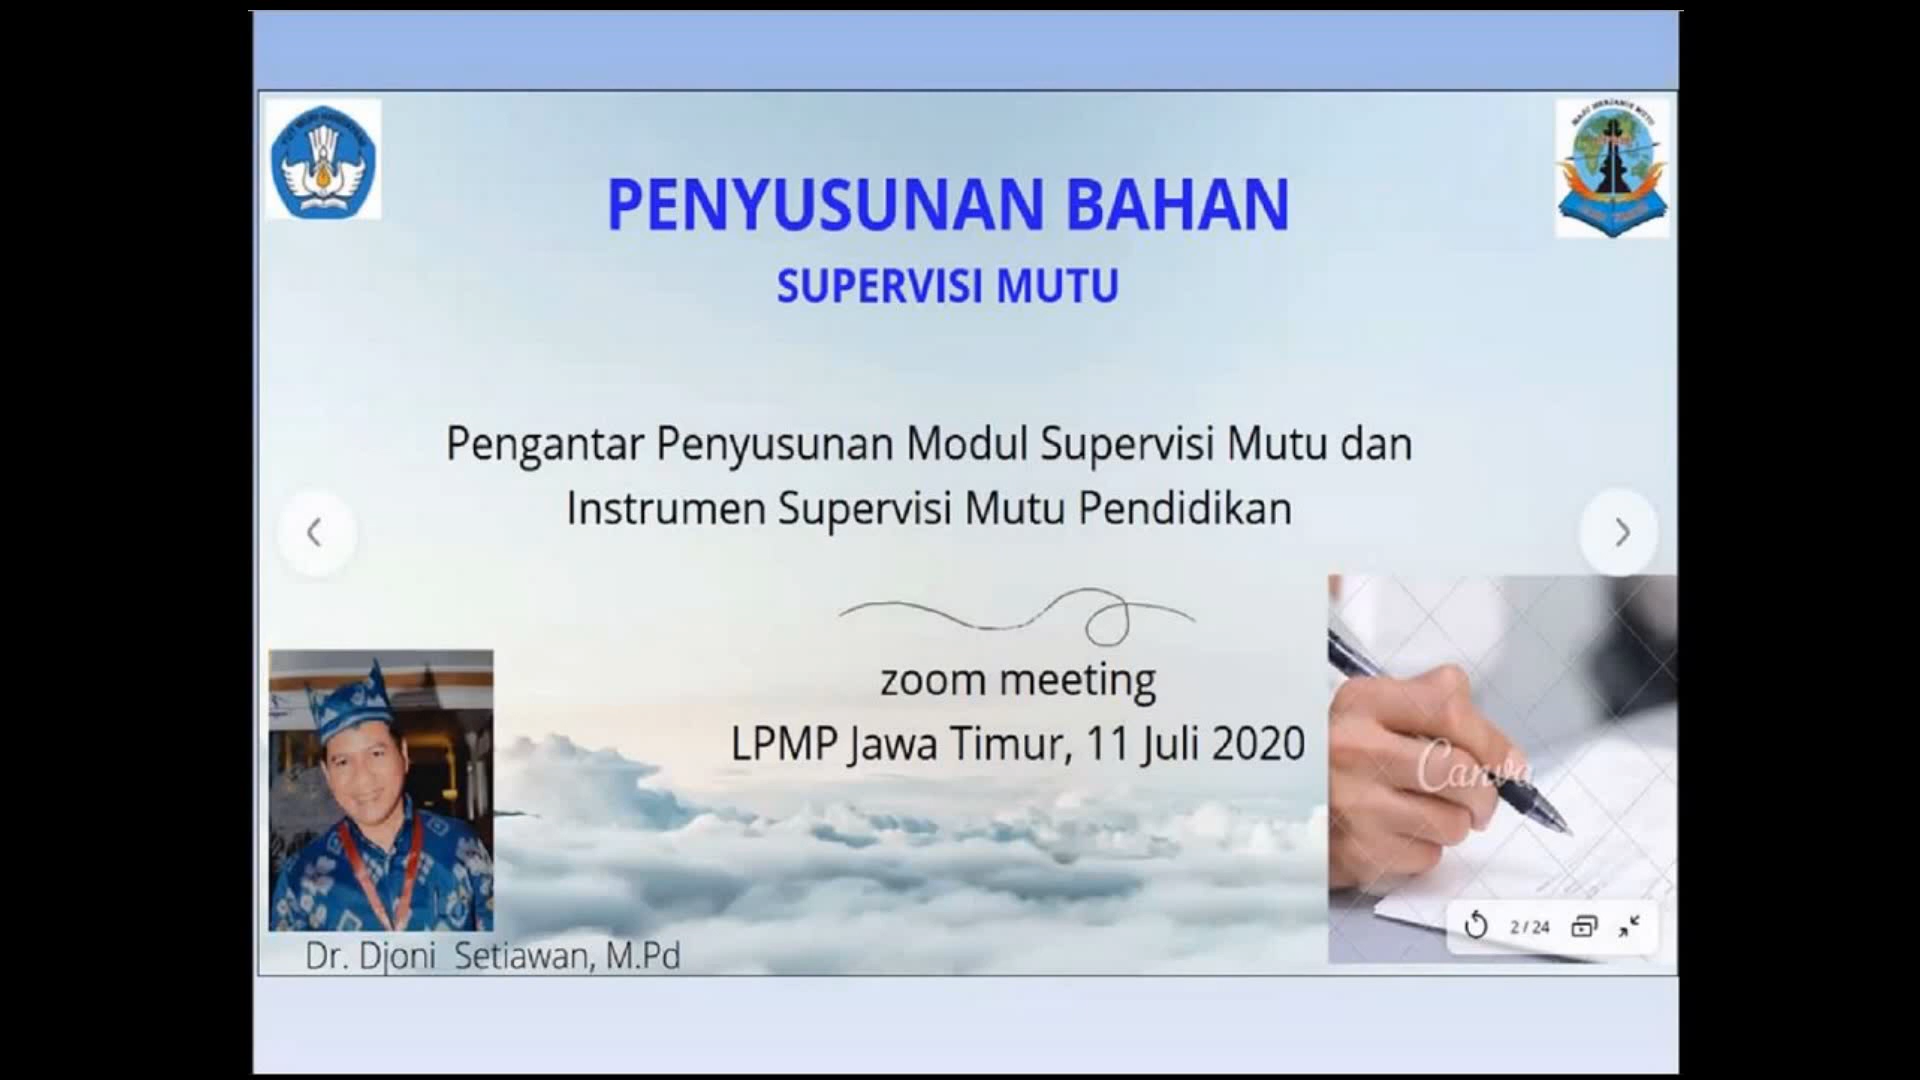 PENYUSUNAN BAHAN
SUPERVISI MUTU
Pengantar Penyusunan Modul Supervisi Mutu dan
Instrumen Supervisi Mutu Pendidikan
zoom meeting
LPMP Jawa Timur, 11 Juli 2020
Canva
2 / 24
Dr. Djoni Setiawan, M.Pd